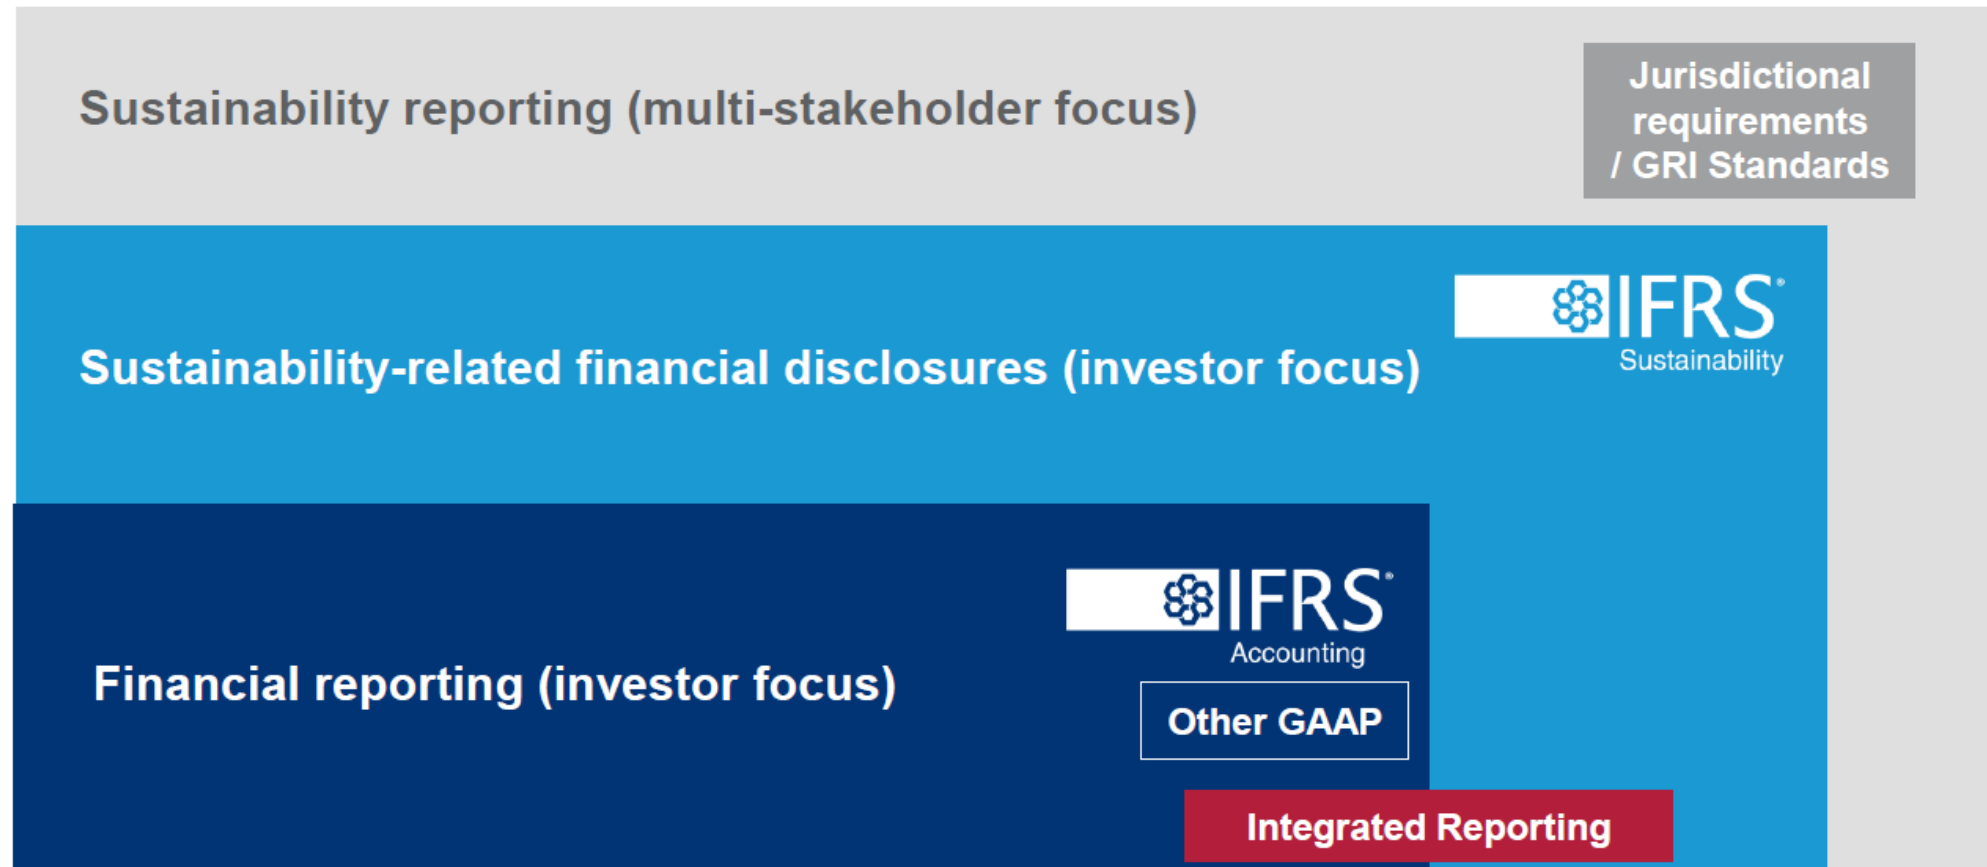 Sustainability reporting (multi-stakeholder focus)
Jurisdictional
requirements
/ GRI Standards
Sustainability-related financial disclosures (investor focus)
IFRS®
Sustainability
Financial reporting (investor focus)
IFRS®
Accounting
Other GAAP
Integrated Reporting